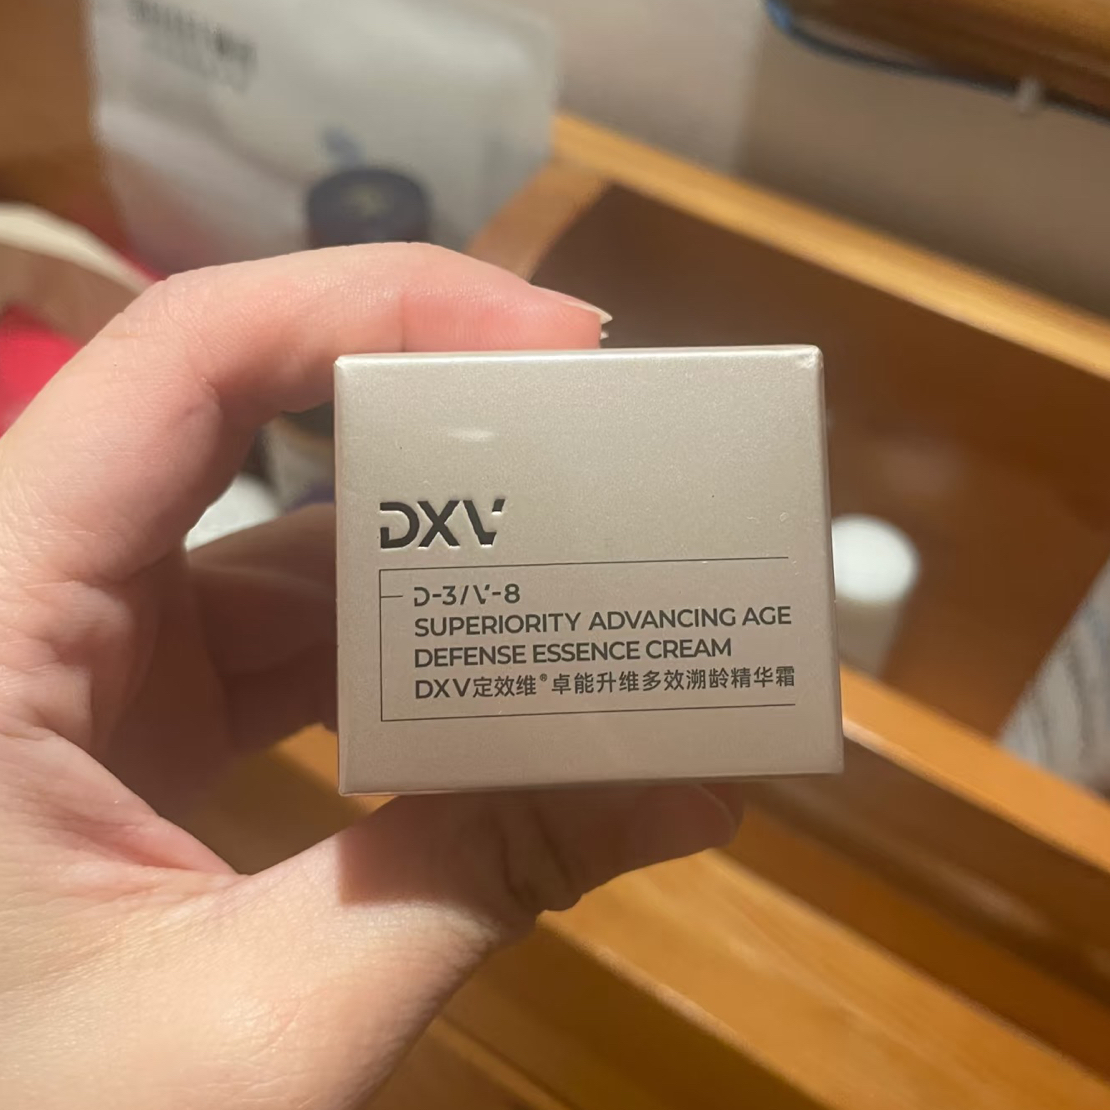 DXV
D-3/V-8
SUPERIORITY ADVANCING AGE
DEFENSE ESSENCE CREAM
DXV定效维®卓能升维多效溯龄精华霜